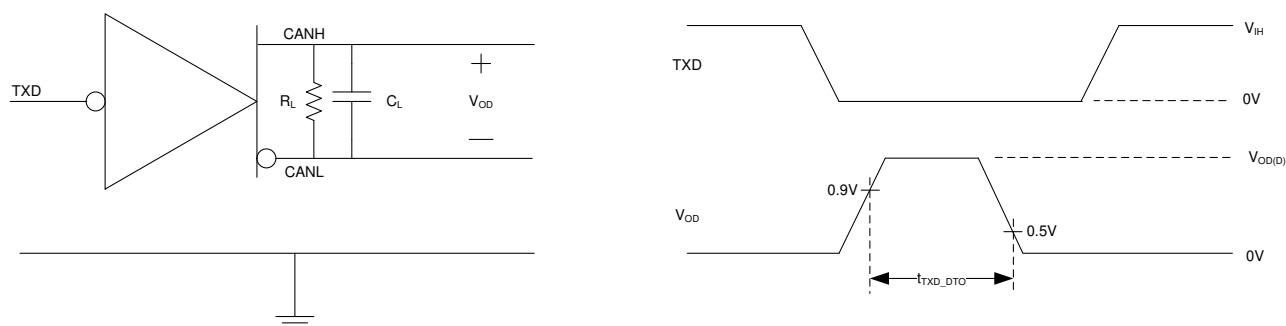 CANH
TXD
R_L
C_L
+
V_OD
—
CANL
V_IH
TXD
0V
V_OD(D)
0.9V
V_OD
0.5V
0V
t_TXD_DTO